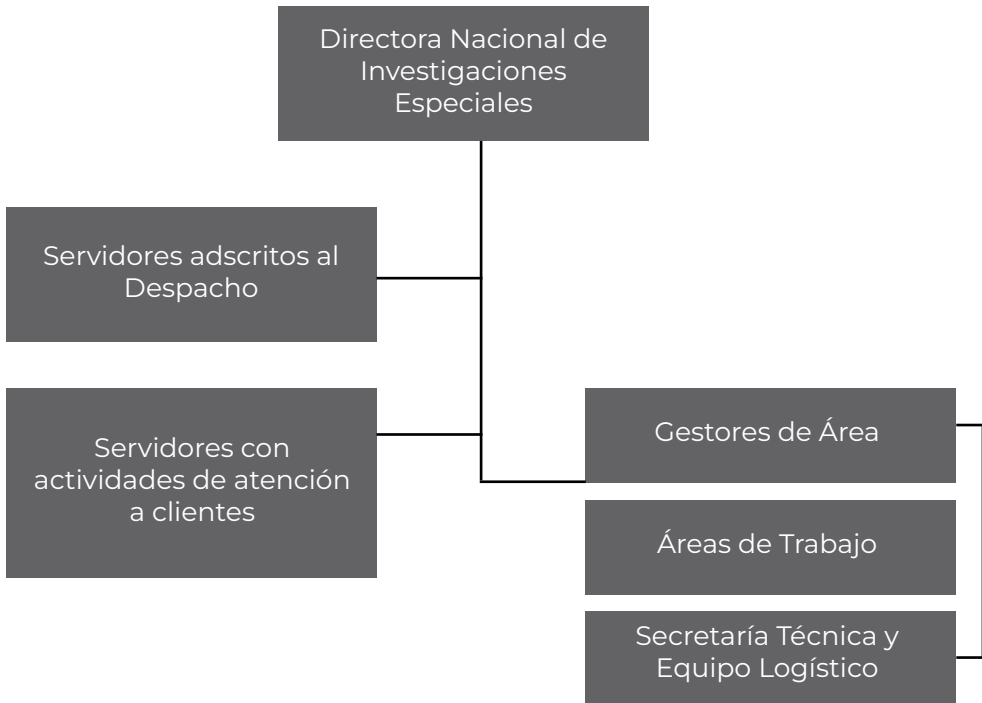 Directora Nacional de
Investigaciones
Especiales
Servidores adscritos al
Despacho
Servidores con
actividades de atención
a clientes
Gestores de Área
Áreas de Trabajo
Secretaría Técnica y
Equipo Logístico